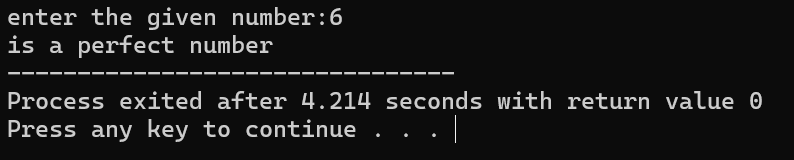 enter the given number:6
is a perfect number
--------------------------------
Process exited after 4.214 seconds with return value 0
Press any key to continue . . .